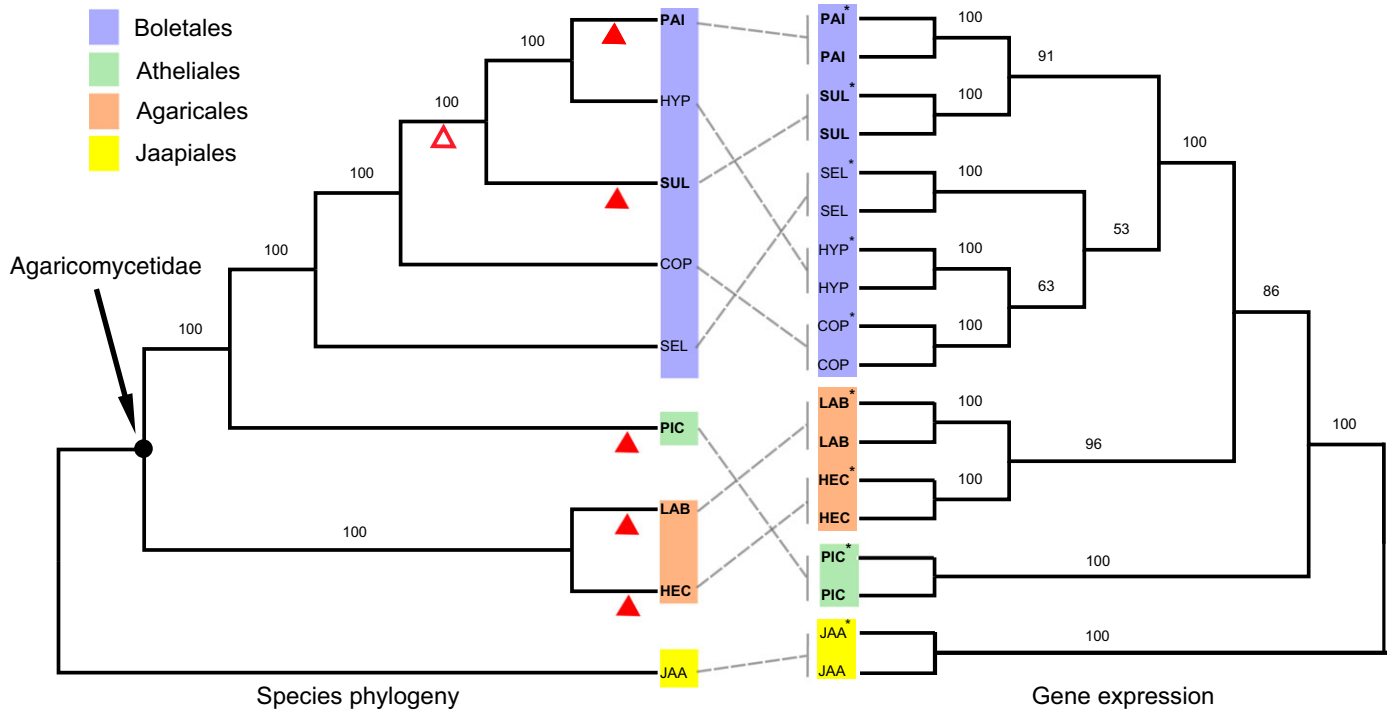 Boletales
Atheliales
Agaricales
Jaapiales
Agaricomycetidae
100
100
100
100
100
100
PAI
HYP
SUL
COP
SEL
PIC
LAB
HEC
JAA
Species phylogeny
PAI*
PAI
SUL*
SUL
SEL*
SEL
HYP*
HYP
COP*
COP
LAB*
LAB
HEC*
HEC
PIC*
PIC
JAA*
JAA
100
91
100
100
100
53
100
63
100
86
100
96
100
100
100
100
Gene expression